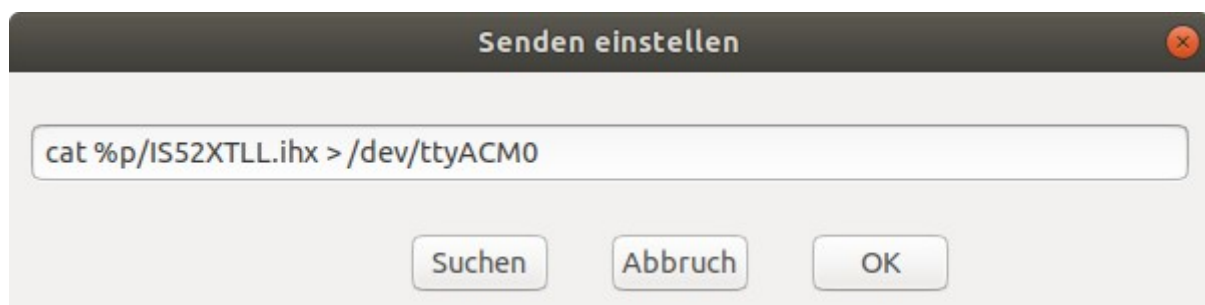 Senden einstellen
cat %p/IS52XTLL.ihx > /dev/ttyACM0
Suchen Abbruch OK